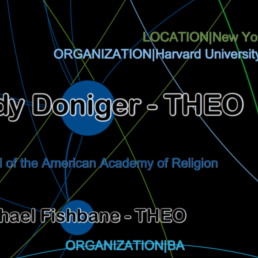 LOCATION|New Yo
ORGANIZATION|Harvard University
dy Doniger - THEO
l of the American Academy of Religion
hael Fishbane - THEO
ORGANIZATION|BA